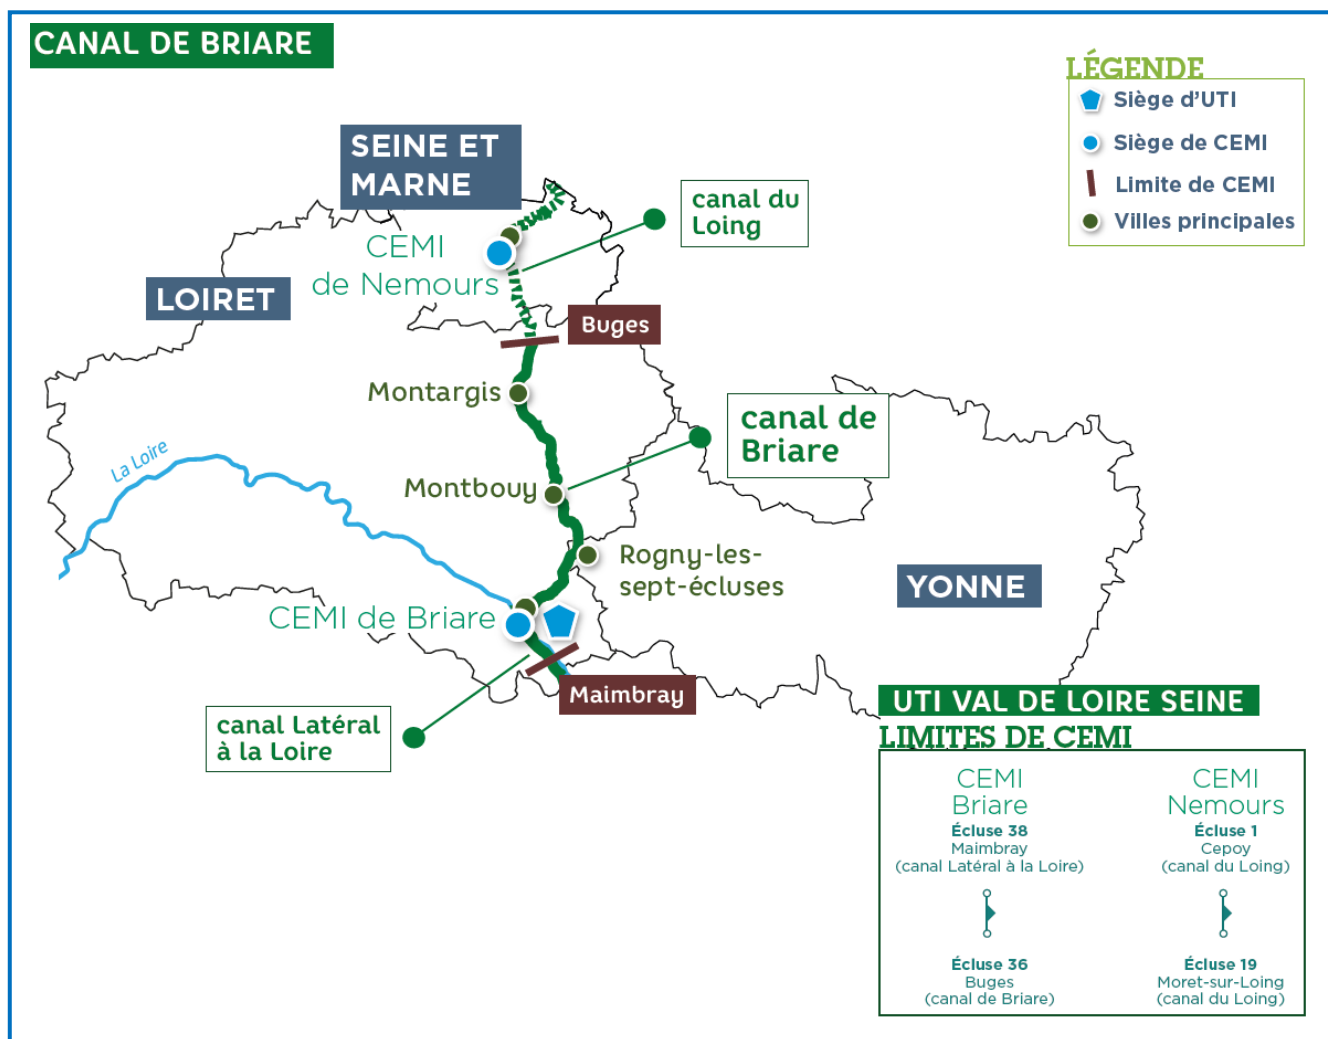 CANAL DE BRIARE
LÉGENDE
Siège d'UTI
Siège de CEMI
Limite de CEMI
Villes principales
SEINE ET
MARNE
canal du
Loing
CEMI
de Nemours
LOIRET
Buges
Montargis
canal de
Briare
La Loire
Montbouy
Rogny-les-
sept-écluses
YONNE
CEMI de Briare
Maimbray
canal Latéral
à la Loire
UTI VAL DE LOIRE SEINE
LIMITES DE CEMI
CEMI
Briare
Écluse 38
Maimbray
(canal Latéral à la Loire)
Écluse 36
Buges
(canal de Briare)
CEMI
Nemours
Écluse 1
Cepoy
(canal du Loing)
Écluse 19
Moret-sur-Loing
(canal du Loing)